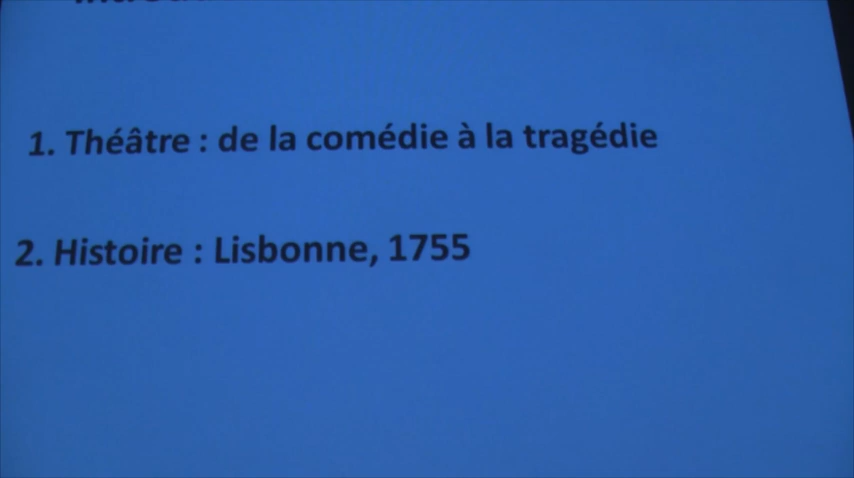 1. Théâtre : de la comédie à la tragédie
2. Histoire : Lisbonne, 1755